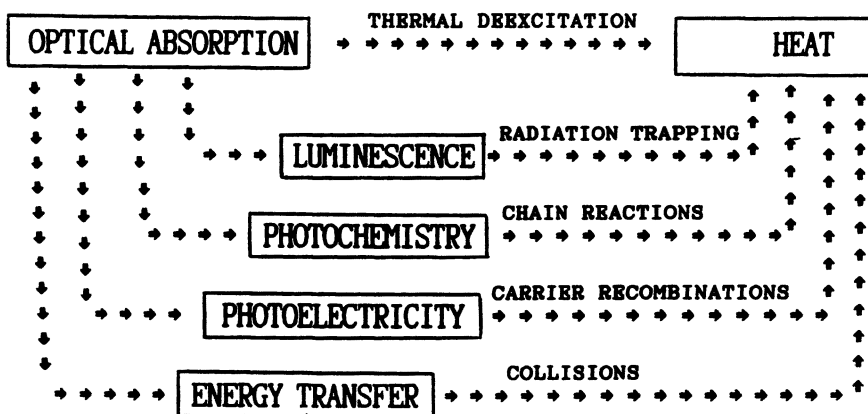 THERMAL DEEXCITATION
OPTICAL ABSORPTION
HEAT
RADIATION TRAPPING
LUMINESCENCE
CHAIN REACTIONS
PHOTOCHEMISTRY
CARRIER RECOMBINATIONS
PHOTOELECTRICITY
COLLISIONS
ENERGY TRANSFER